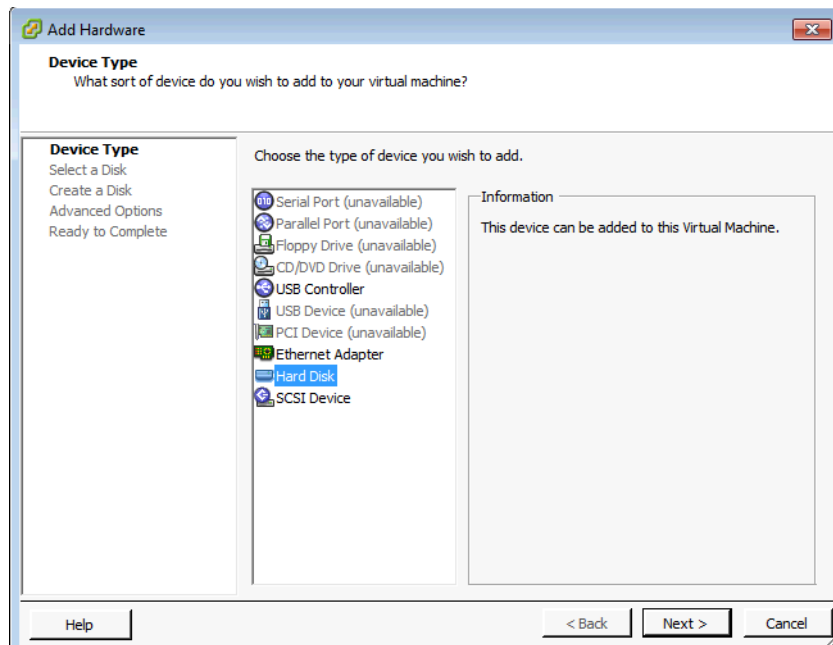 Add Hardware
Device Type
What sort of device do you wish to add to your virtual machine?
Device Type
Select a Disk
Create a Disk
Advanced Options
Ready to Complete
Choose the type of device you wish to add.
Serial Port (unavailable)
Parallel Port (unavailable)
Floppy Drive (unavailable)
CD/DVD Drive (unavailable)
USB Controller
USB Device (unavailable)
PCI Device (unavailable)
Ethernet Adapter
Hard Disk
SCSI Device
Information
This device can be added to this Virtual Machine.
Help
< Back
Next >
Cancel